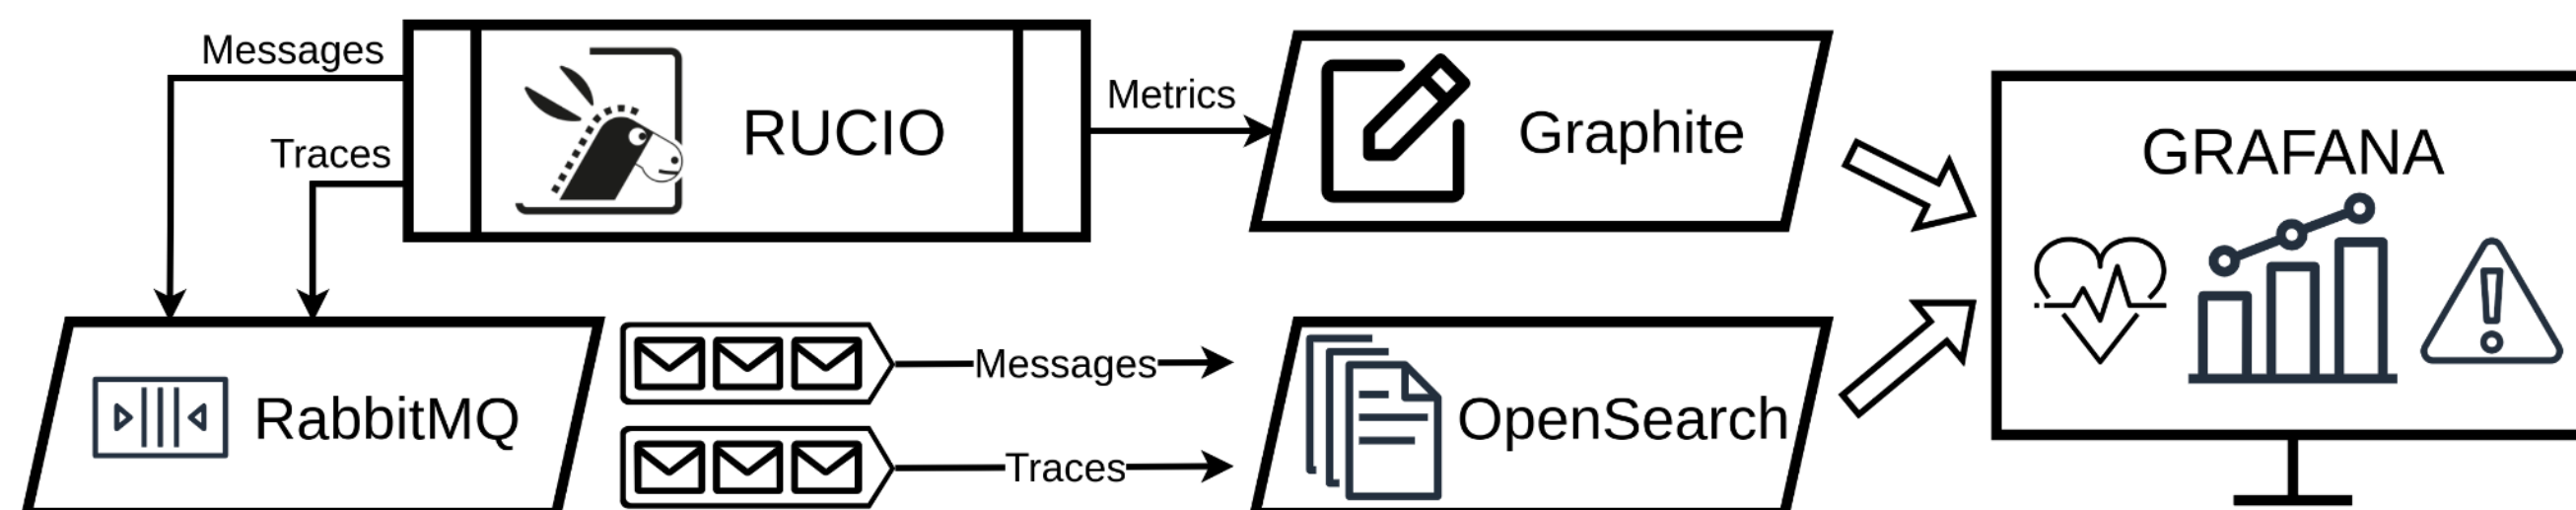 Messages
Traces
RUCIO
Metrics
Graphite
GRAFANA
RabbitMQ
Messages
Traces
OpenSearch